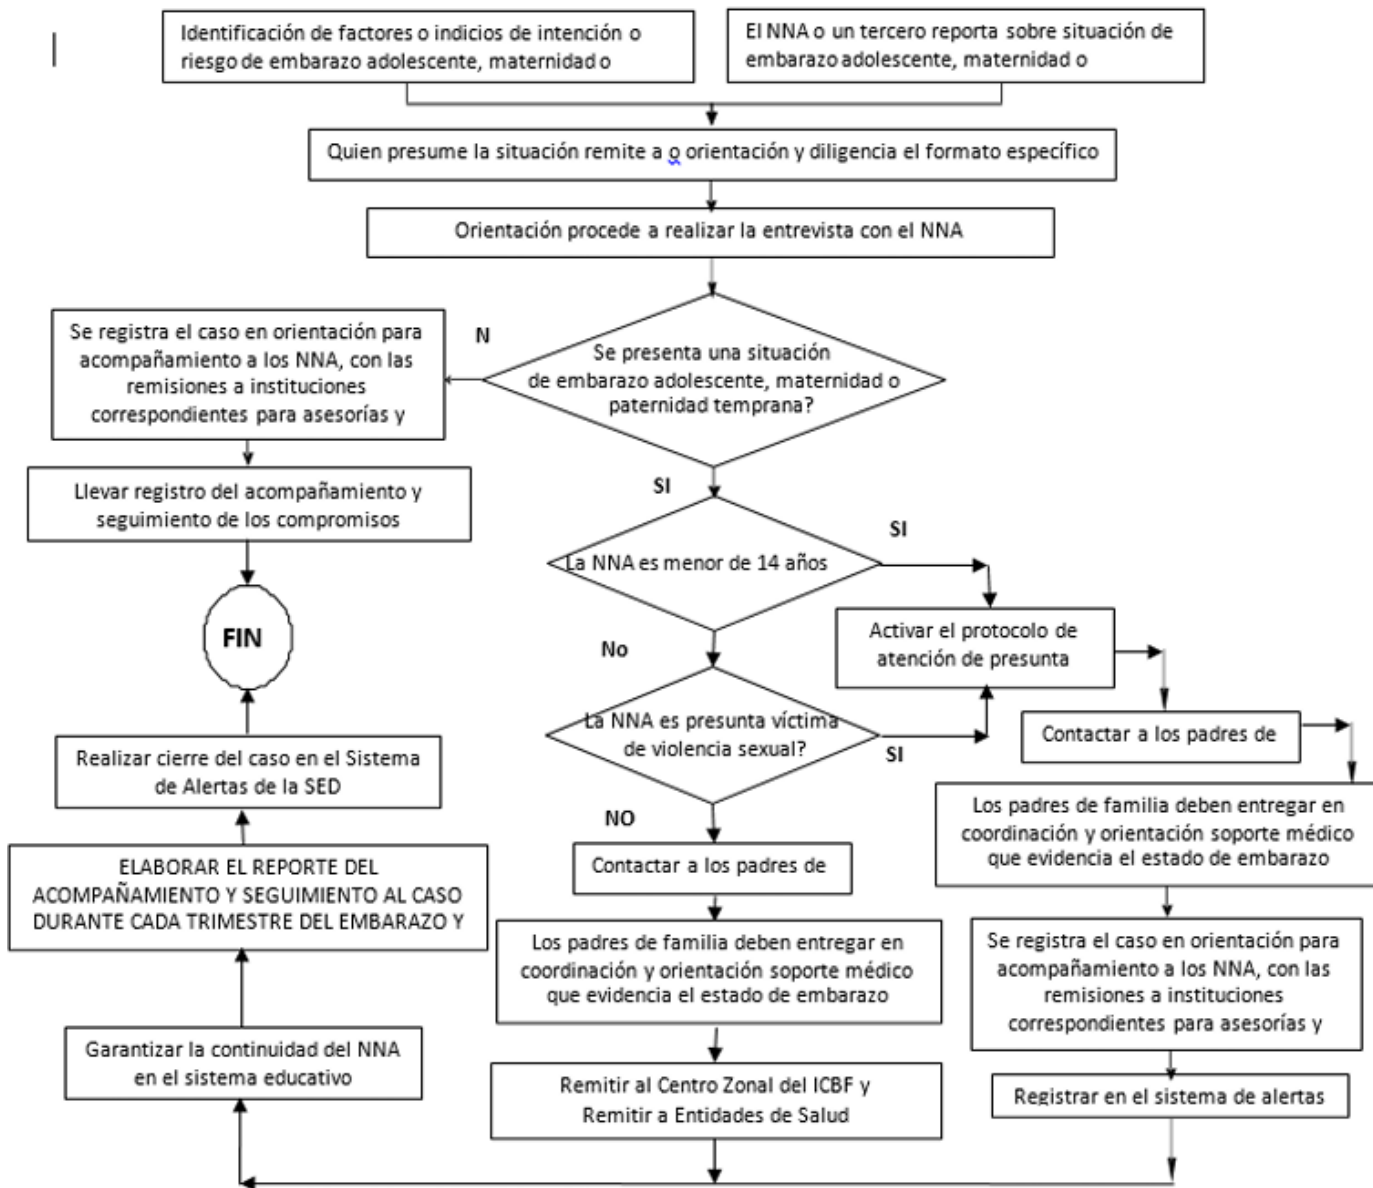 Identificación de factores o indicios de intención o
riesgo de embarazo adolescente, maternidad o
El NNA o un tercero reporta sobre situación de
embarazo adolescente, maternidad o
Quien presume la situación remite a o orientación y diligencia el formato específico
Orientación procede a realizar la entrevista con el NNA
Se presenta una situación
de embarazo adolescente, maternidad o
paternidad temprana?
N
Se registra el caso en orientación para
acompañamiento a los NNA, con las
remisiones a instituciones
correspondientes para asesorías y
Llevar registro del acompañamiento y
seguimiento de los compromisos
FIN
SI
La NNA es menor de 14 años
SI
No
Activar el protocolo de
atención de presunta
La NNA es presunta víctima
de violencia sexual?
SI
NO
Contactar a los padres de
Los padres de familia deben entregar en
coordinación y orientación soporte médico
que evidencia el estado de embarazo
Se registra el caso en orientación para
acompañamiento a los NNA, con las
remisiones a instituciones
correspondientes para asesorías y
Registrar en el sistema de alertas
Contactar a los padres de
Los padres de familia deben entregar en
coordinación y orientación soporte médico
que evidencia el estado de embarazo
Remitir al Centro Zonal del ICBF y
Remitir a Entidades de Salud
Realizar cierre del caso en el Sistema
de Alertas de la SED
ELABORAR EL REPORTE DEL
ACOMPAÑAMIENTO Y SEGUIMIENTO AL CASO
DURANTE CADA TRIMESTRE DEL EMBARAZO Y
Garantizar la continuidad del NNA
en el sistema educativo